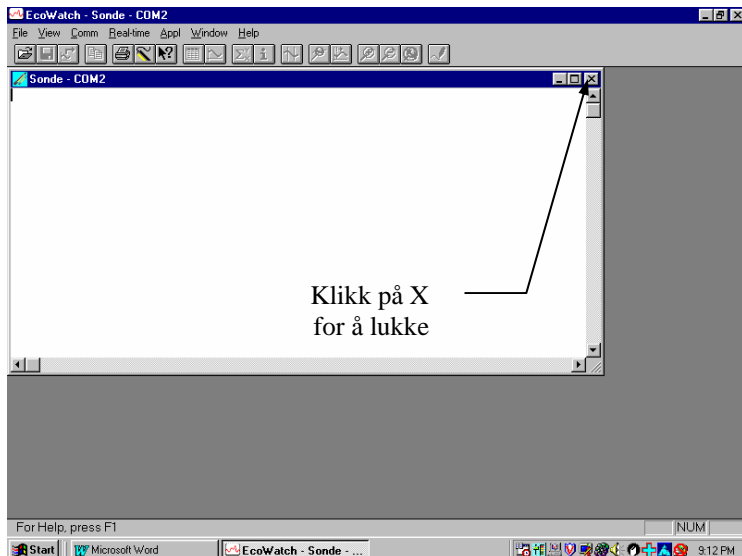 EcoWatch - Sonde - COM2
File View Comm Real-time Appl Window Help
Sonde - COM2
Klikk på X
for å lukke
For Help, press F1
NUM
Start Microsoft Word EcoWatch - Sonde - ... 9:12 PM